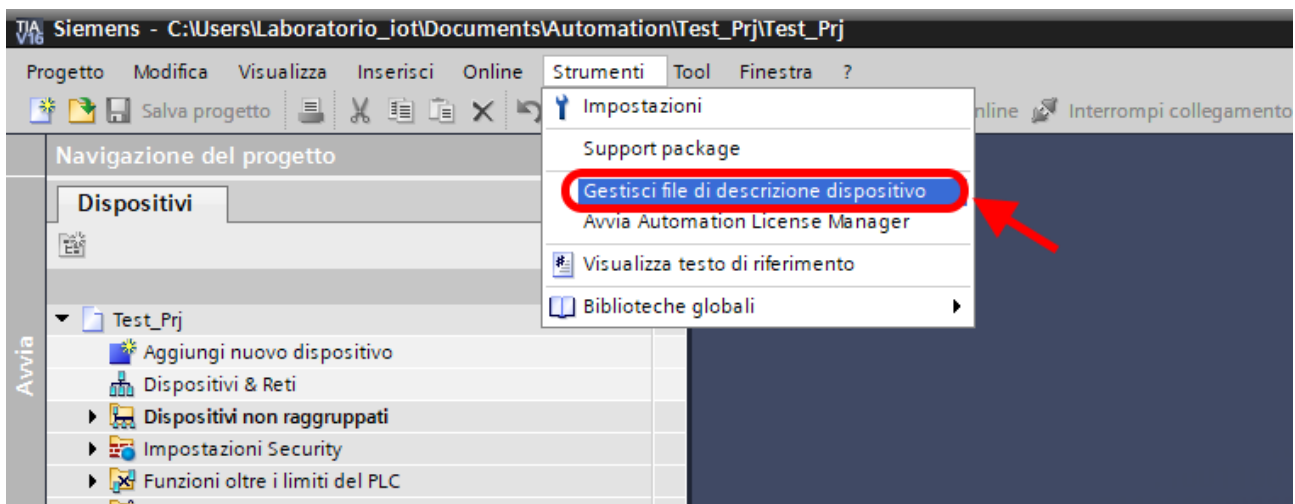 TIA V16 Siemens - C:\Users\Laboratorio_iot\Documents\Automation\Test_Prj\Test_Prj
Progetto Modifica Visualizza Inserisci Online Strumenti Tool Finestra ?
Salva progetto nline Interrompi collegamento
Impostazioni
Support package
Gestisci file di descrizione dispositivo
Avvia Automation License Manager
Visualizza testo di riferimento
Biblioteche globali
Navigazione del progetto
Dispositivi
Avvia
Test_Prj
Aggiungi nuovo dispositivo
Dispositivi & Reti
Dispositivi non raggruppati
Impostazioni Security
Funzioni oltre i limiti del PLC